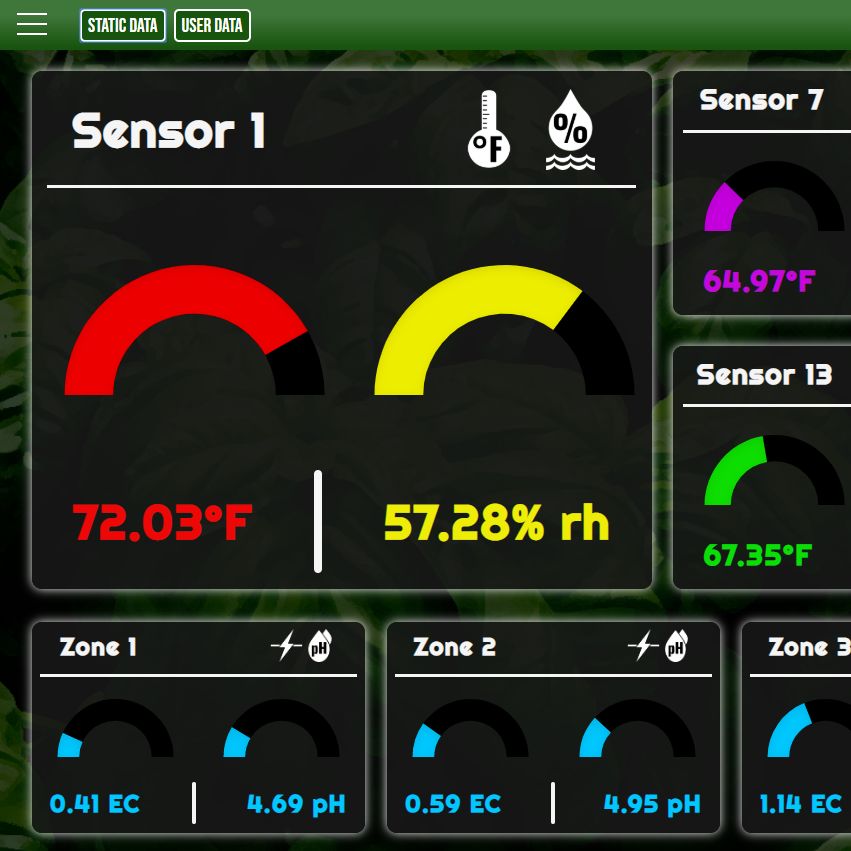 STATIC DATA
USER DATA
Sensor 1
°F
%
72.03°F
57.28% rh
Sensor 7
64.97°F
Sensor 13
67.35°F
Zone 1
pH
0.41 EC
4.69 pH
Zone 2
pH
0.59 EC
4.95 pH
Zone 3
1.14 EC